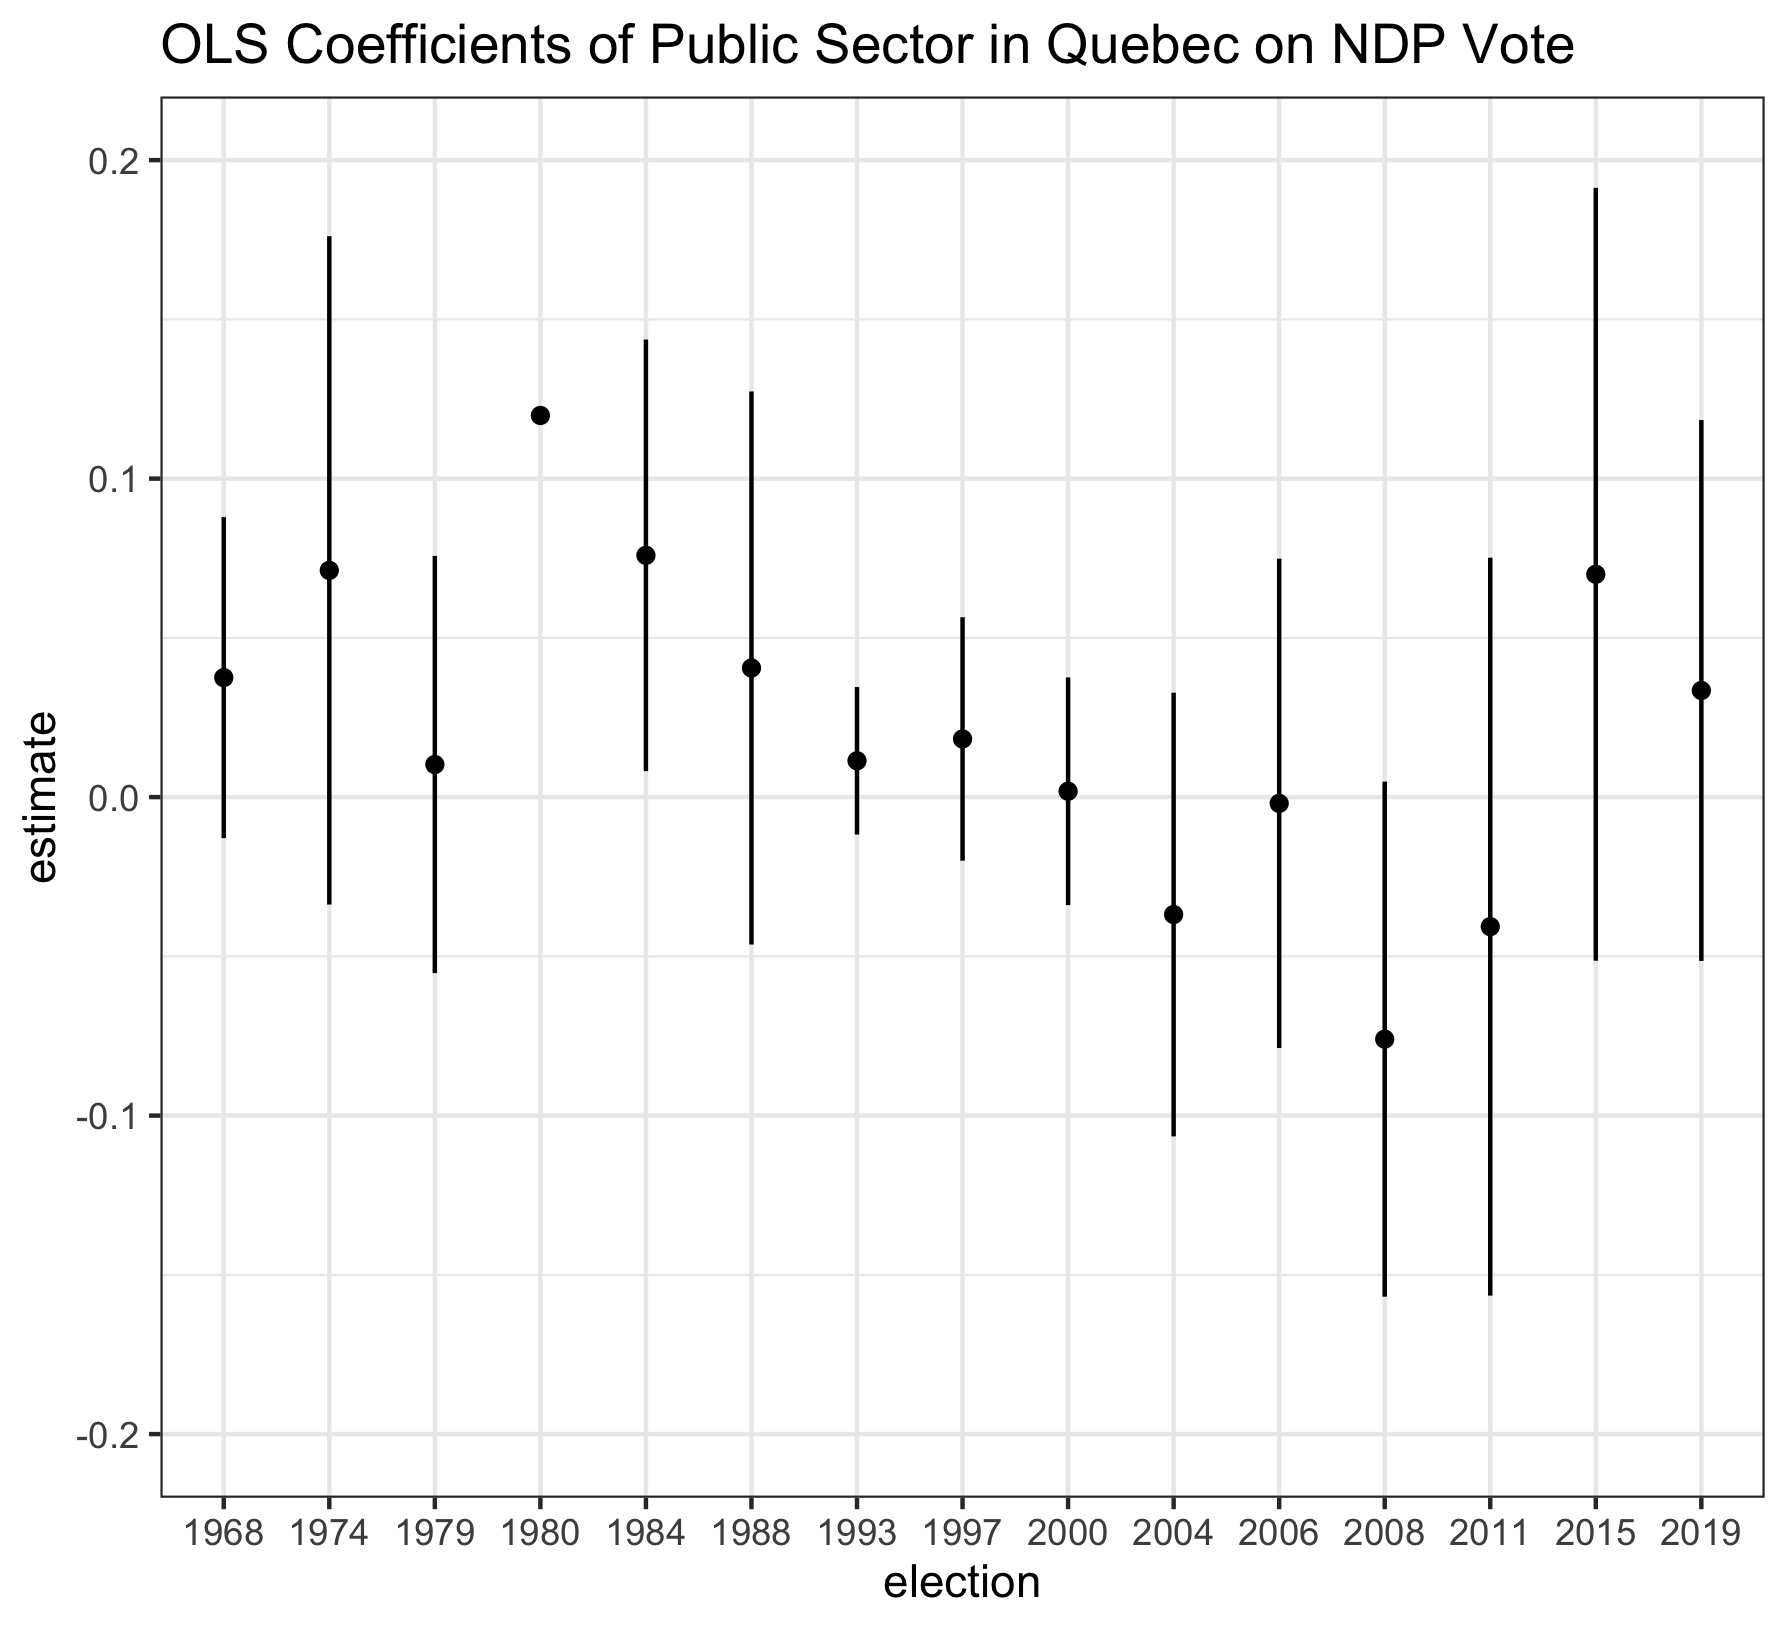 OLS Coefficients of Public Sector in Quebec on NDP Vote
estimate
0.2
0.1
0.0
-0.1
-0.2
1968 1974 1979 1980 1984 1988 1993 1997 2000 2004 2006 2008 2011 2015 2019
election